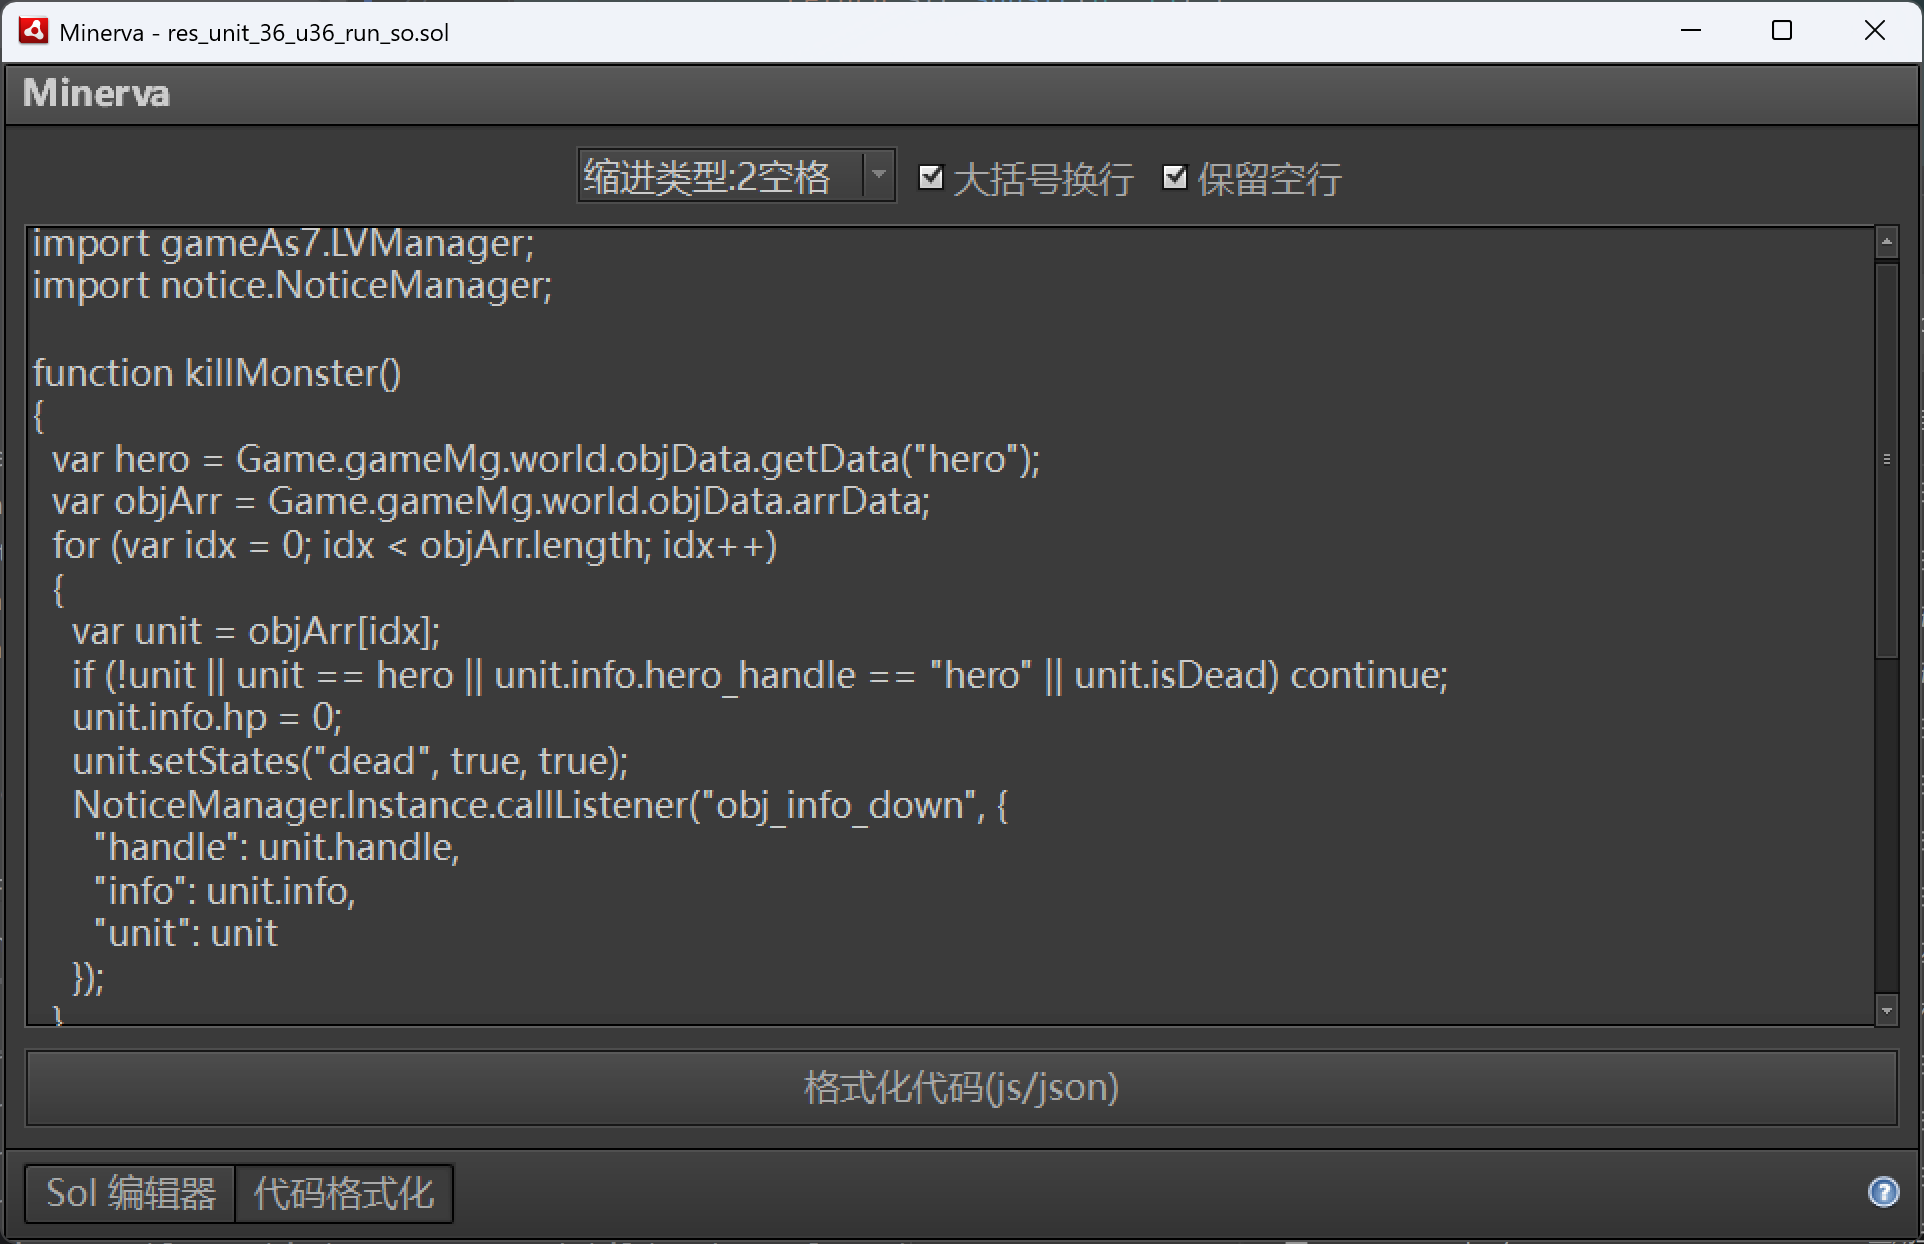 Minerva - res_unit_36_u36_run_so.sol
Minerva
缩进类型:2空格 大括号换行 保留空行
import gameAs7.LVManager;
import notice.NoticeManager;
function killMonster()
{
var hero = Game.gameMg.world.objData.getData("hero");
var objArr = Game.gameMg.world.objData.arrData;
for (var idx = 0; idx < objArr.length; idx++)
{
var unit = objArr[idx];
if (!unit || unit == hero || unit.info.hero_handle == "hero" || unit.isDead) continue;
unit.info.hp = 0;
unit.setStates("dead", true, true);
NoticeManager.Instance.callListener("obj_info_down", {
"handle": unit.handle,
"info": unit.info,
"unit": unit
});
}
格式化代码(js/json)
Sol 编辑器 代码格式化